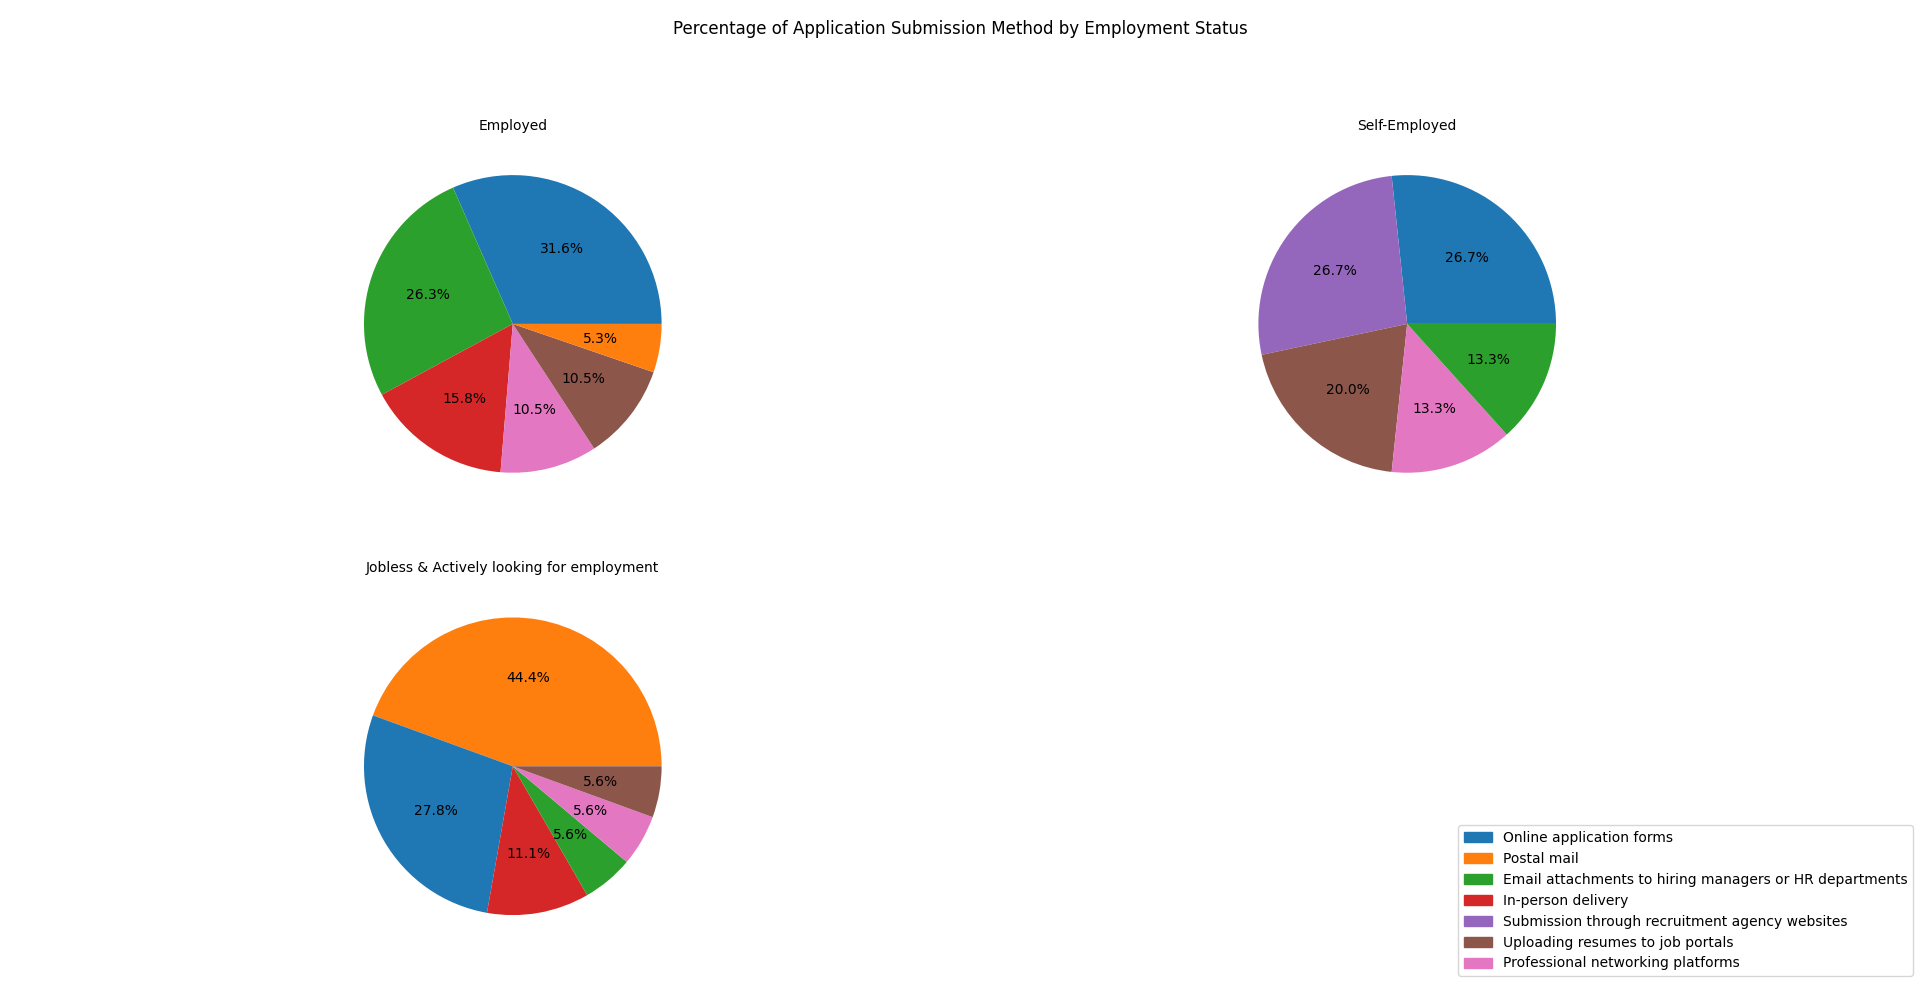 Percentage of Application Submission Method by Employment Status
Employed
31.6%
26.3%
15.8%
10.5%
10.5%
5.3%
Self-Employed
26.7%
26.7%
20.0%
13.3%
13.3%
Jobless & Actively looking for employment
44.4%
27.8%
11.1%
5.6%
5.6%
5.6%
Online application forms
Postal mail
Email attachments to hiring managers or HR departments
In-person delivery
Submission through recruitment agency websites
Uploading resumes to job portals
Professional networking platforms